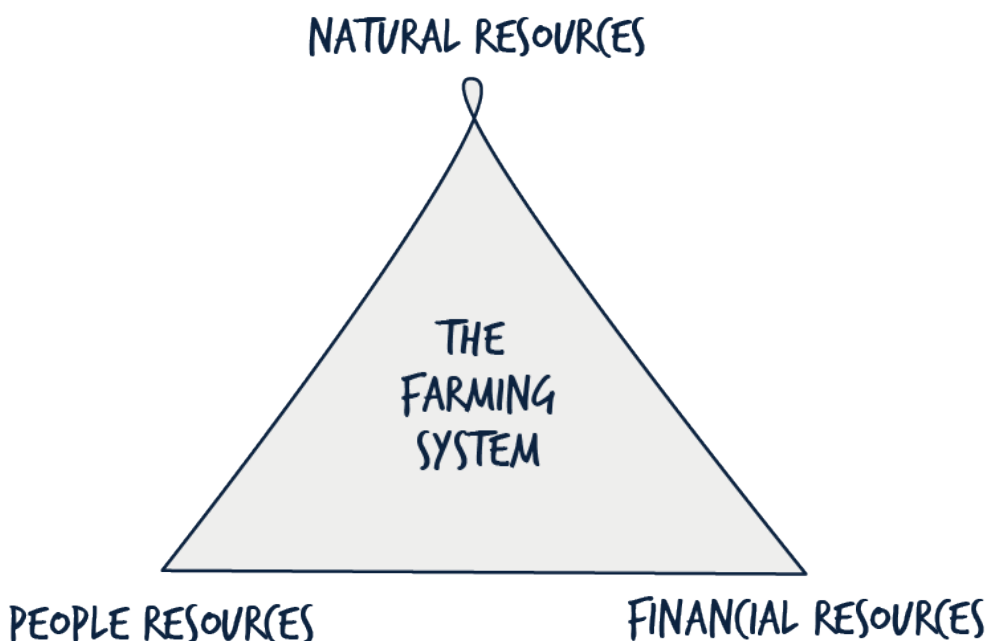 NATURAL RESOURCES
THE
FARMING
SYSTEM
PEOPLE RESOURCES
FINANCIAL RESOURCES